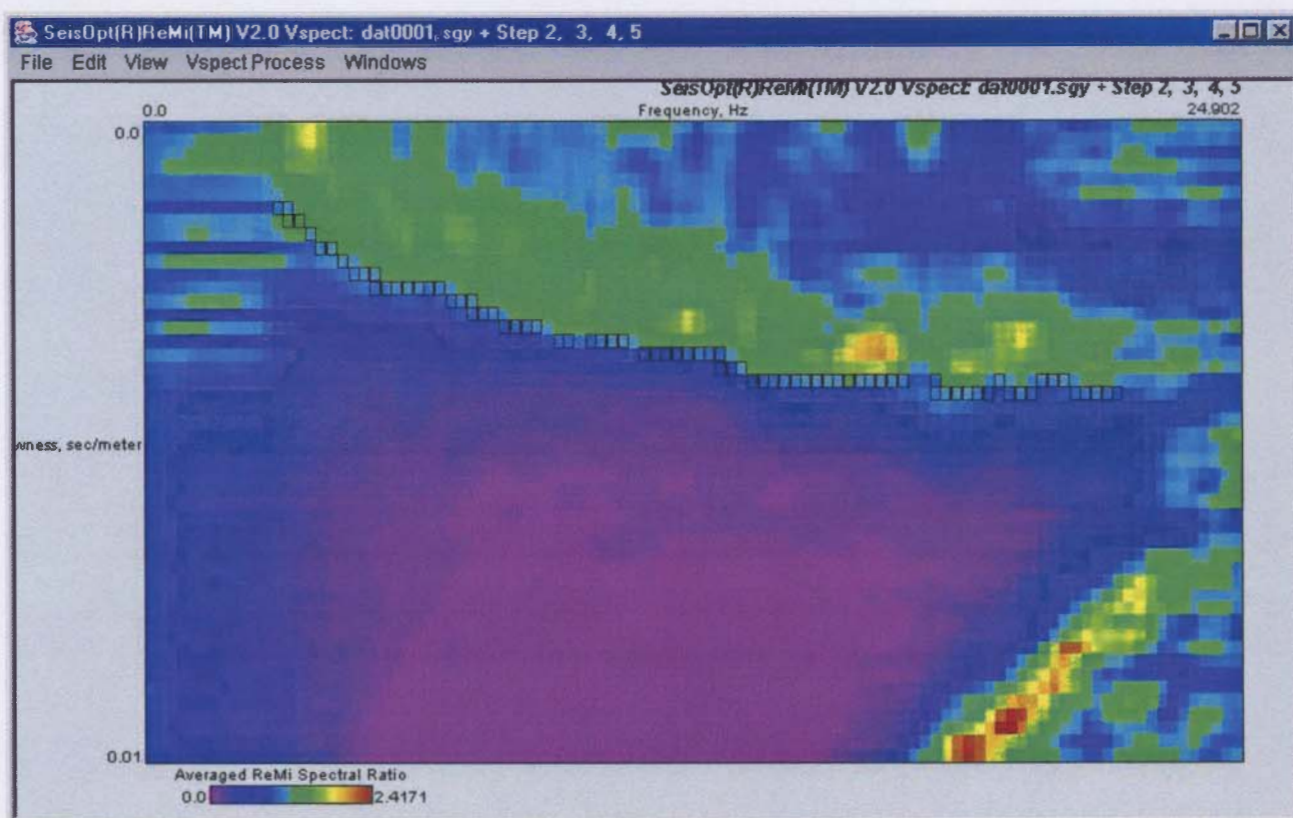 SeisOpt(R)ReMi(TM) V2.0 Vspect: dat0001.sgy + Step 2, 3, 4, 5
File Edit View Vspect Process Windows
SeisOpt(R)ReMi(TM) V2.0 Vspect: dat0001.sgy + Step 2, 3, 4, 5
0.0 Frequency, Hz 24.902
0.0
wness, sec/meter
0.01
Averaged ReMi Spectral Ratio
0.0 2.4171